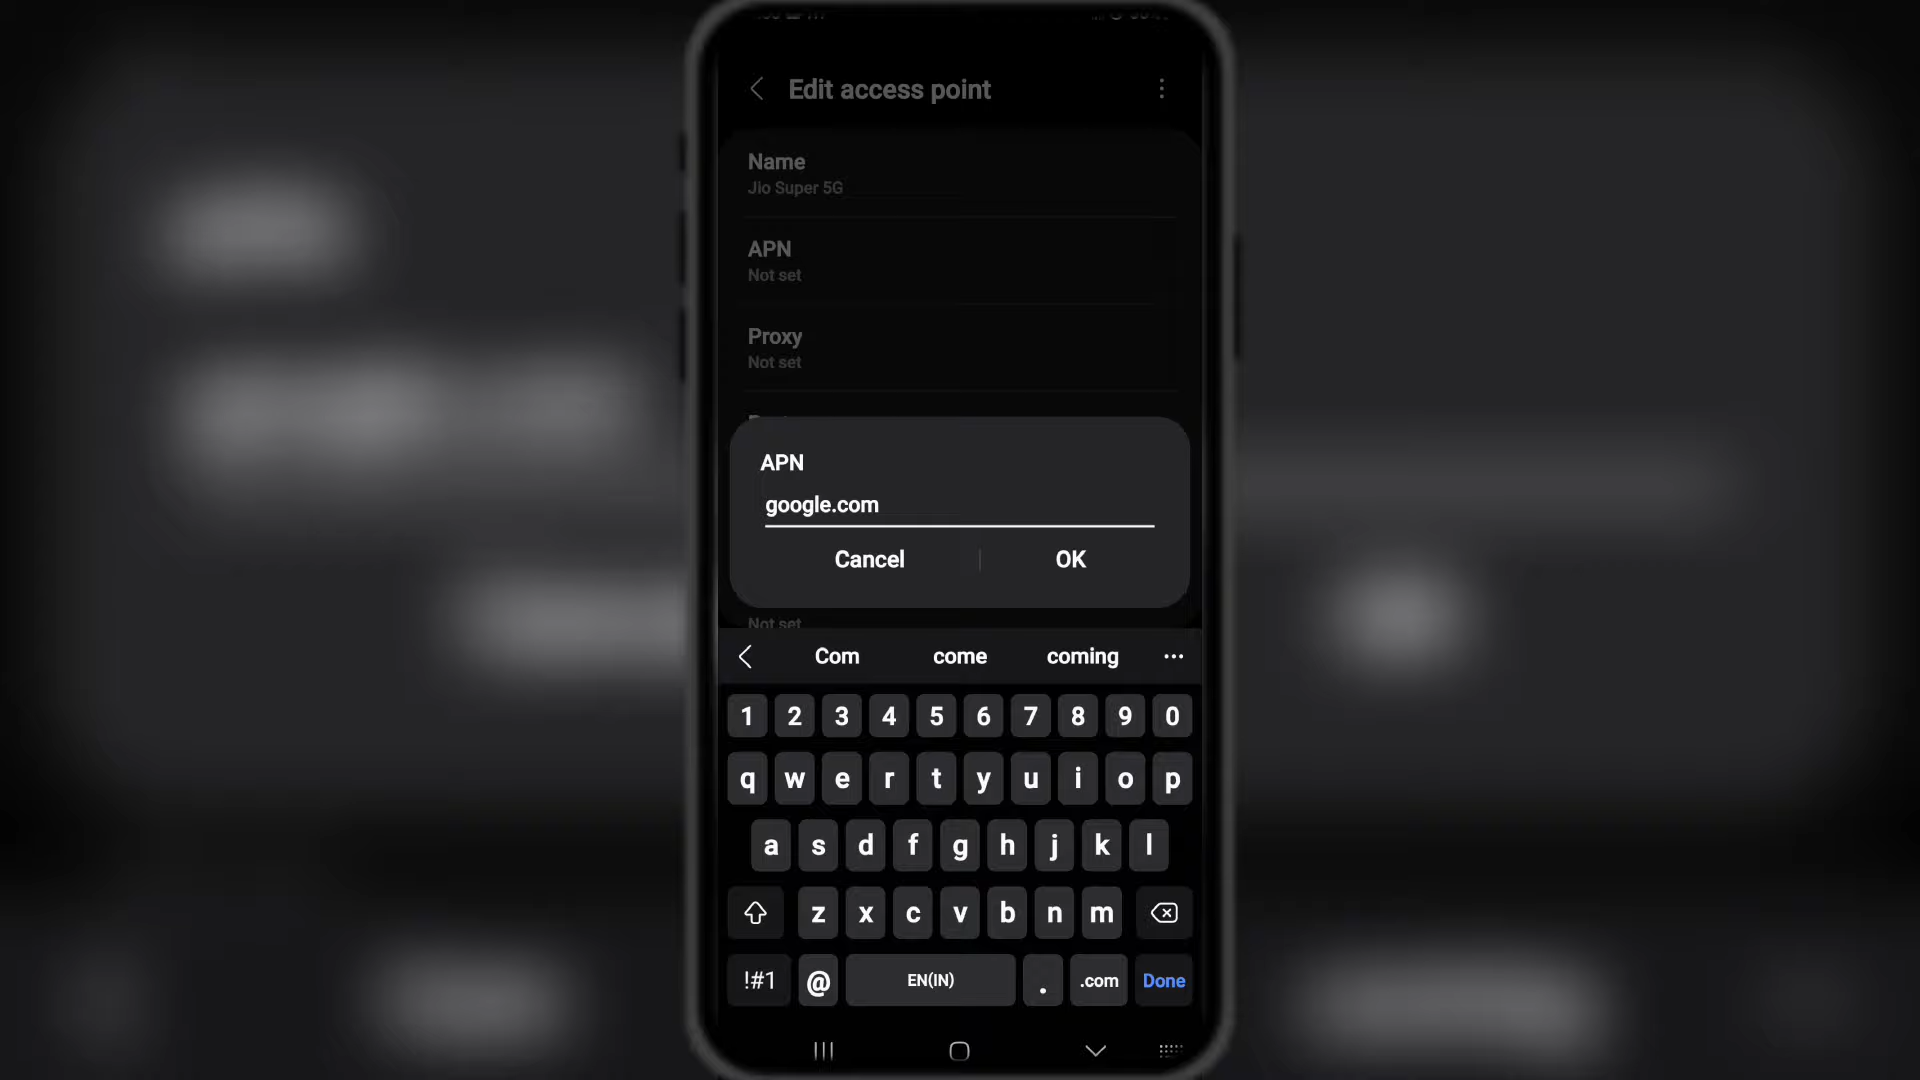 Edit access point
Name
Jio Super 5G
APN
Not set
Proxy
Not set
APN
google.com
Cancel
OK
Not set
Com
come
coming
1 2 3 4 5 6 7 8 9 0
q w e r t y u i o p
a s d f g h j k l
z x c v b n m
!#1 @ EN(IN) . .com Done